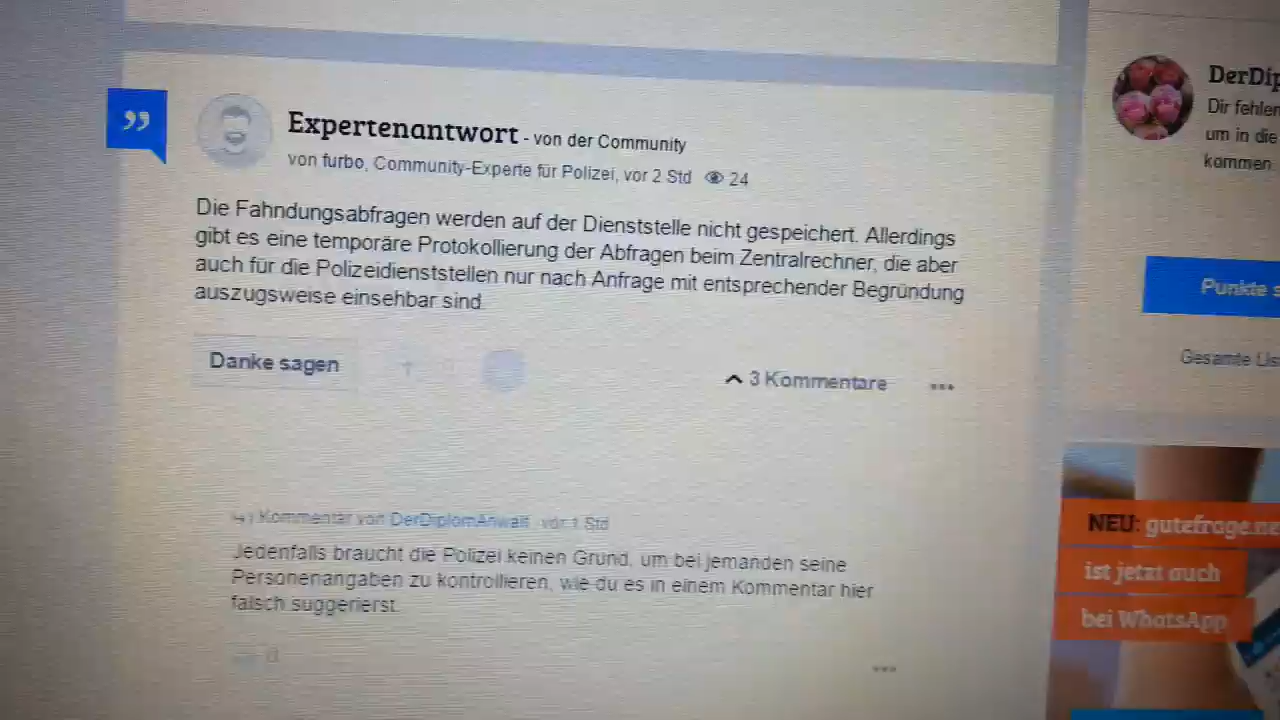 Expertenantwort - von der Community
von furbo, Community-Experte für Polizei, vor 2 Std 24
Die Fahndungsabfragen werden auf der Dienststelle nicht gespeichert. Allerdings
gibt es eine temporäre Protokollierung der Abfragen beim Zentralrechner, die aber
auch für die Polizeidienststellen nur nach Anfrage mit entsprechender Begründung
auszugsweise einsehbar sind.
Danke sagen
3 Kommentare
Kommentar von DerDiplomAnwalt, vor 1 Std
Jedenfalls braucht die Polizei keinen Grund, um bei jemanden seine
Personenangaben zu kontrollieren, wie du es in einem Kommentar hier
falsch suggerierst.
DerDip
Dir fehlen
um in die
kommen.
Punkte s
Gesamte Lis
NEU: gutefrage.ne
ist jetzt auch
bei WhatsApp